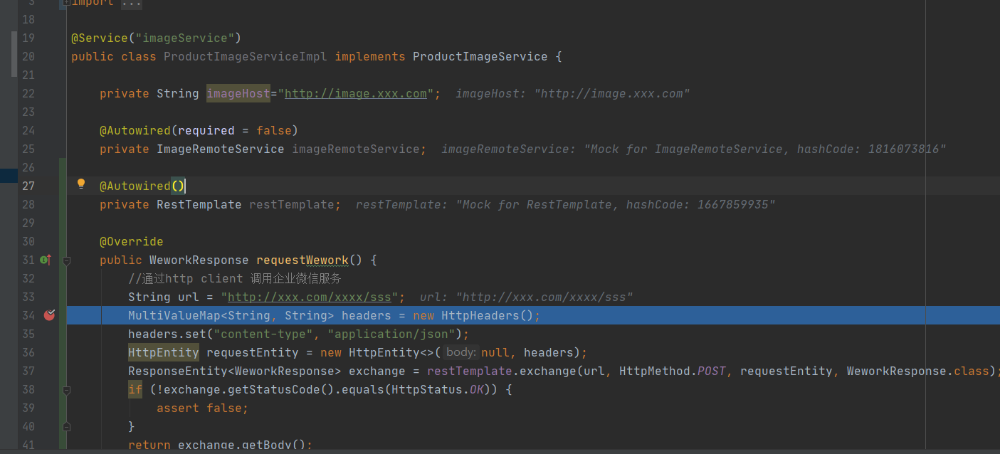 3 import ...
18
19 @Service("imageService")
20 public class ProductImageServiceImpl implements ProductImageService {
21
22 private String imageHost="http://image.xxx.com"; imageHost: "http://image.xxx.com"
23
24 @Autowired(required = false)
25 private ImageRemoteService imageRemoteService; imageRemoteService: "Mock for ImageRemoteService, hashCode: 1816073816"
26
27 @Autowired()
28 private RestTemplate restTemplate; restTemplate: "Mock for RestTemplate, hashCode: 1667859935"
29
30 @Override
31 public WeworkResponse requestWework() {
32 //通过http client 调用企业微信服务
33 String url = "http://xxx.com/xxxx/sss"; url: "http://xxx.com/xxxx/sss"
34 MultiValueMap<String, String> headers = new HttpHeaders();
35 headers.set("content-type", "application/json");
36 HttpEntity requestEntity = new HttpEntity<>( body: null, headers);
37 ResponseEntity<WeworkResponse> exchange = restTemplate.exchange(url, HttpMethod.POST, requestEntity, WeworkResponse.class);
38 if (!exchange.getStatusCode().equals(HttpStatus.OK)) {
39 assert false;
40 }
41 return exchange.getBody();